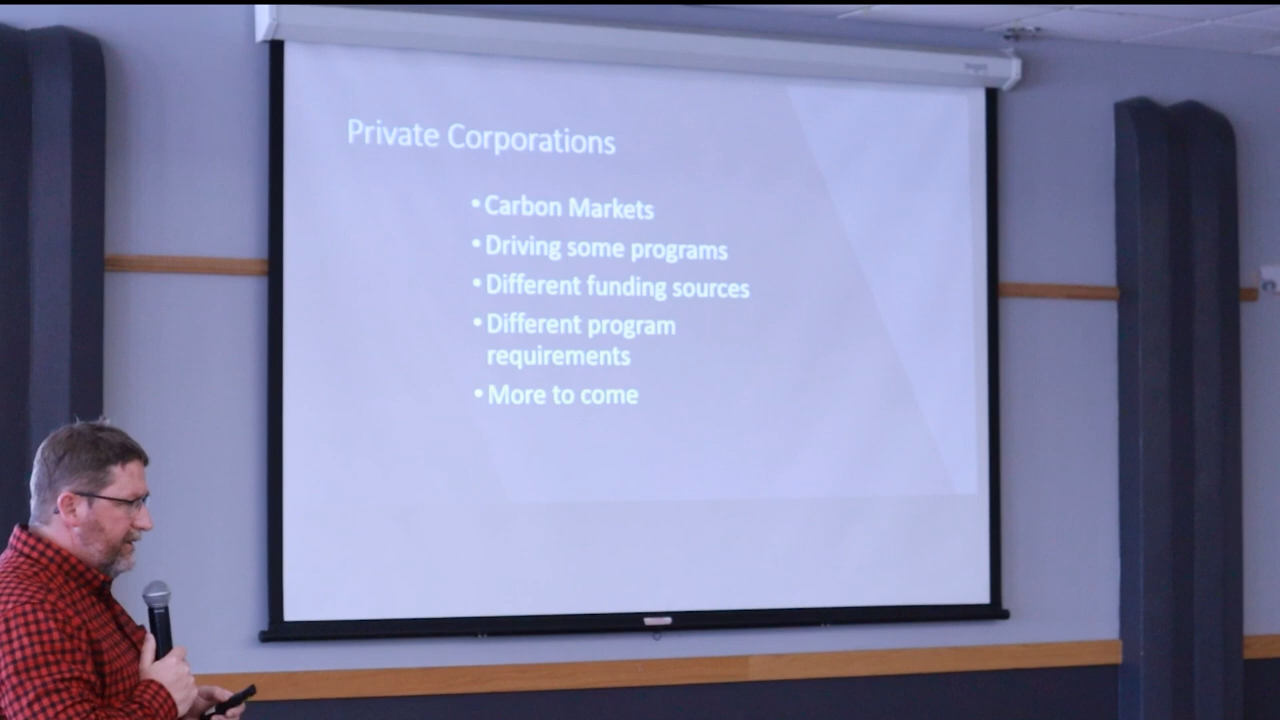 Private Corporations
• Carbon Markets
• Driving some programs
• Different funding sources
• Different program
requirements
• More to come